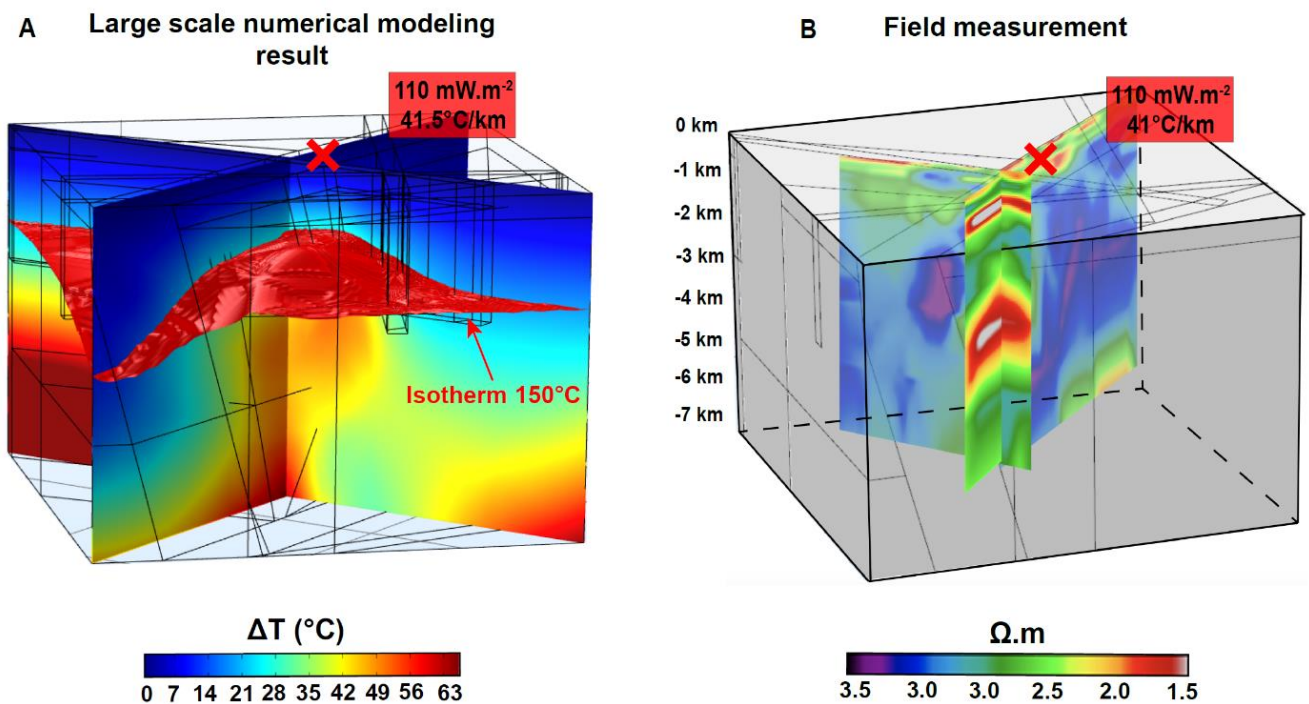 A
Large scale numerical modeling
result
110 mW.m-2
41.5°C/km
Isotherm 150°C
ΔT (°C)
0 7 14 21 28 35 42 49 56 63
B
Field measurement
110 mW.m-2
41°C/km
0 km
-1 km
-2 km
-3 km
-4 km
-5 km
-6 km
-7 km
Ω.m
3.5 3.0 3.0 2.5 2.0 1.5